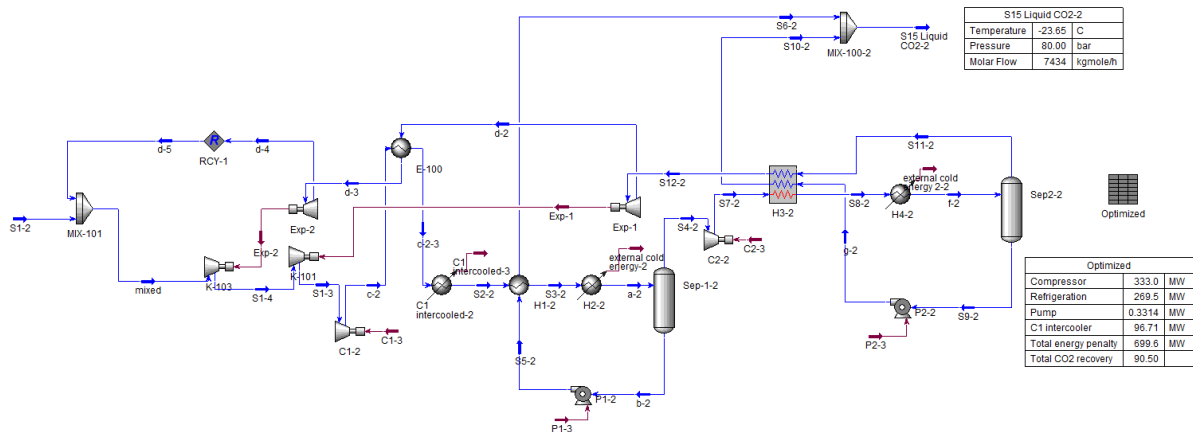 S6-2
S10-2
MIX-100-2
S15 Liquid
CO2-2
S15 Liquid CO2-2
Temperature -23.65 C
Pressure 80.00 bar
Molar Flow 7434 kgmole/h
d-5
R
RCY-1
d-4
E-100
d-2
S11-2
S12-2
S1-2
MIX-101
d-3
Exp-2
Exp-1
Exp-1
S7-2
H3-2
S8-2
external cold
energy 2-2
H4-2
f-2
Sep2-2
Optimized
Exp-2
c-2
c-2-3
C1
intercooled-3
external cold
energy-2
S4-2
C2-2
C2-3
g-2
mixed
K-103
S1-4
K-101
S1-3
C1
intercooled-2
S2-2
H1-2
S3-2
H2-2
a-2
Sep-1-2
C1-2
C1-3
S5-2
P2-2
S9-2
P2-3
P1-2
b-2
P1-3
Optimized
Compressor 333.0 MW
Refrigeration 269.5 MW
Pump 0.3314 MW
C1 intercooler 96.71 MW
Total energy penalty 699.6 MW
Total CO2 recovery 90.50